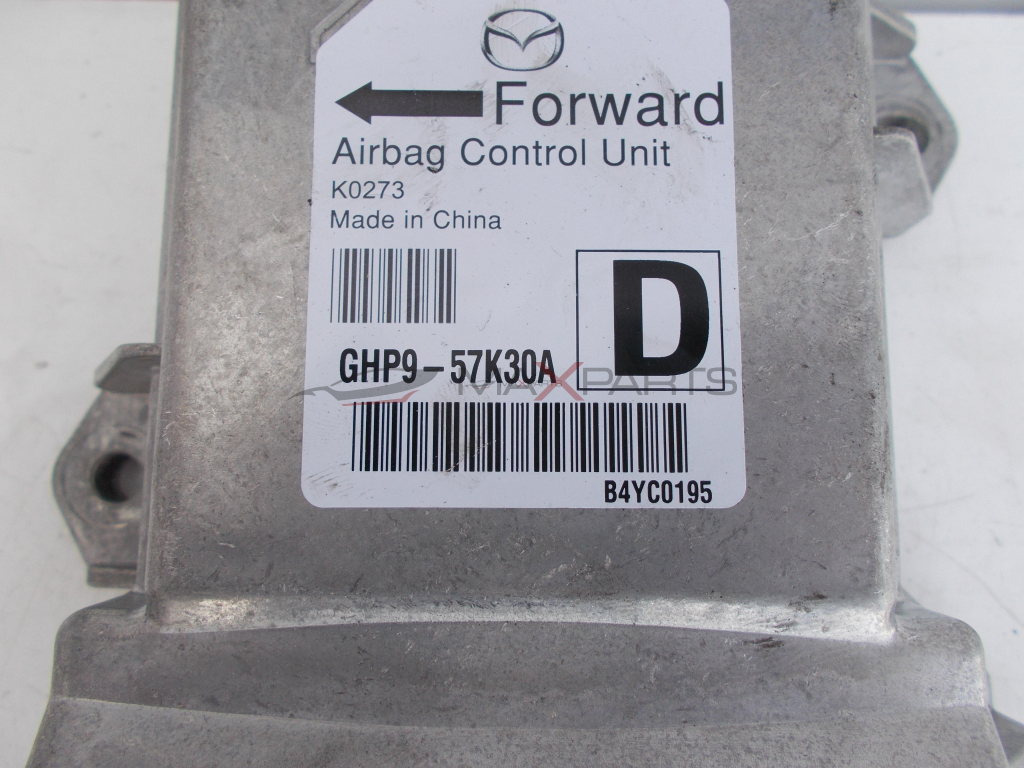 Forward
Airbag Control Unit
K0273
Made in China
D
GHP9-57K30A
MAXPARTS
B4YC0195